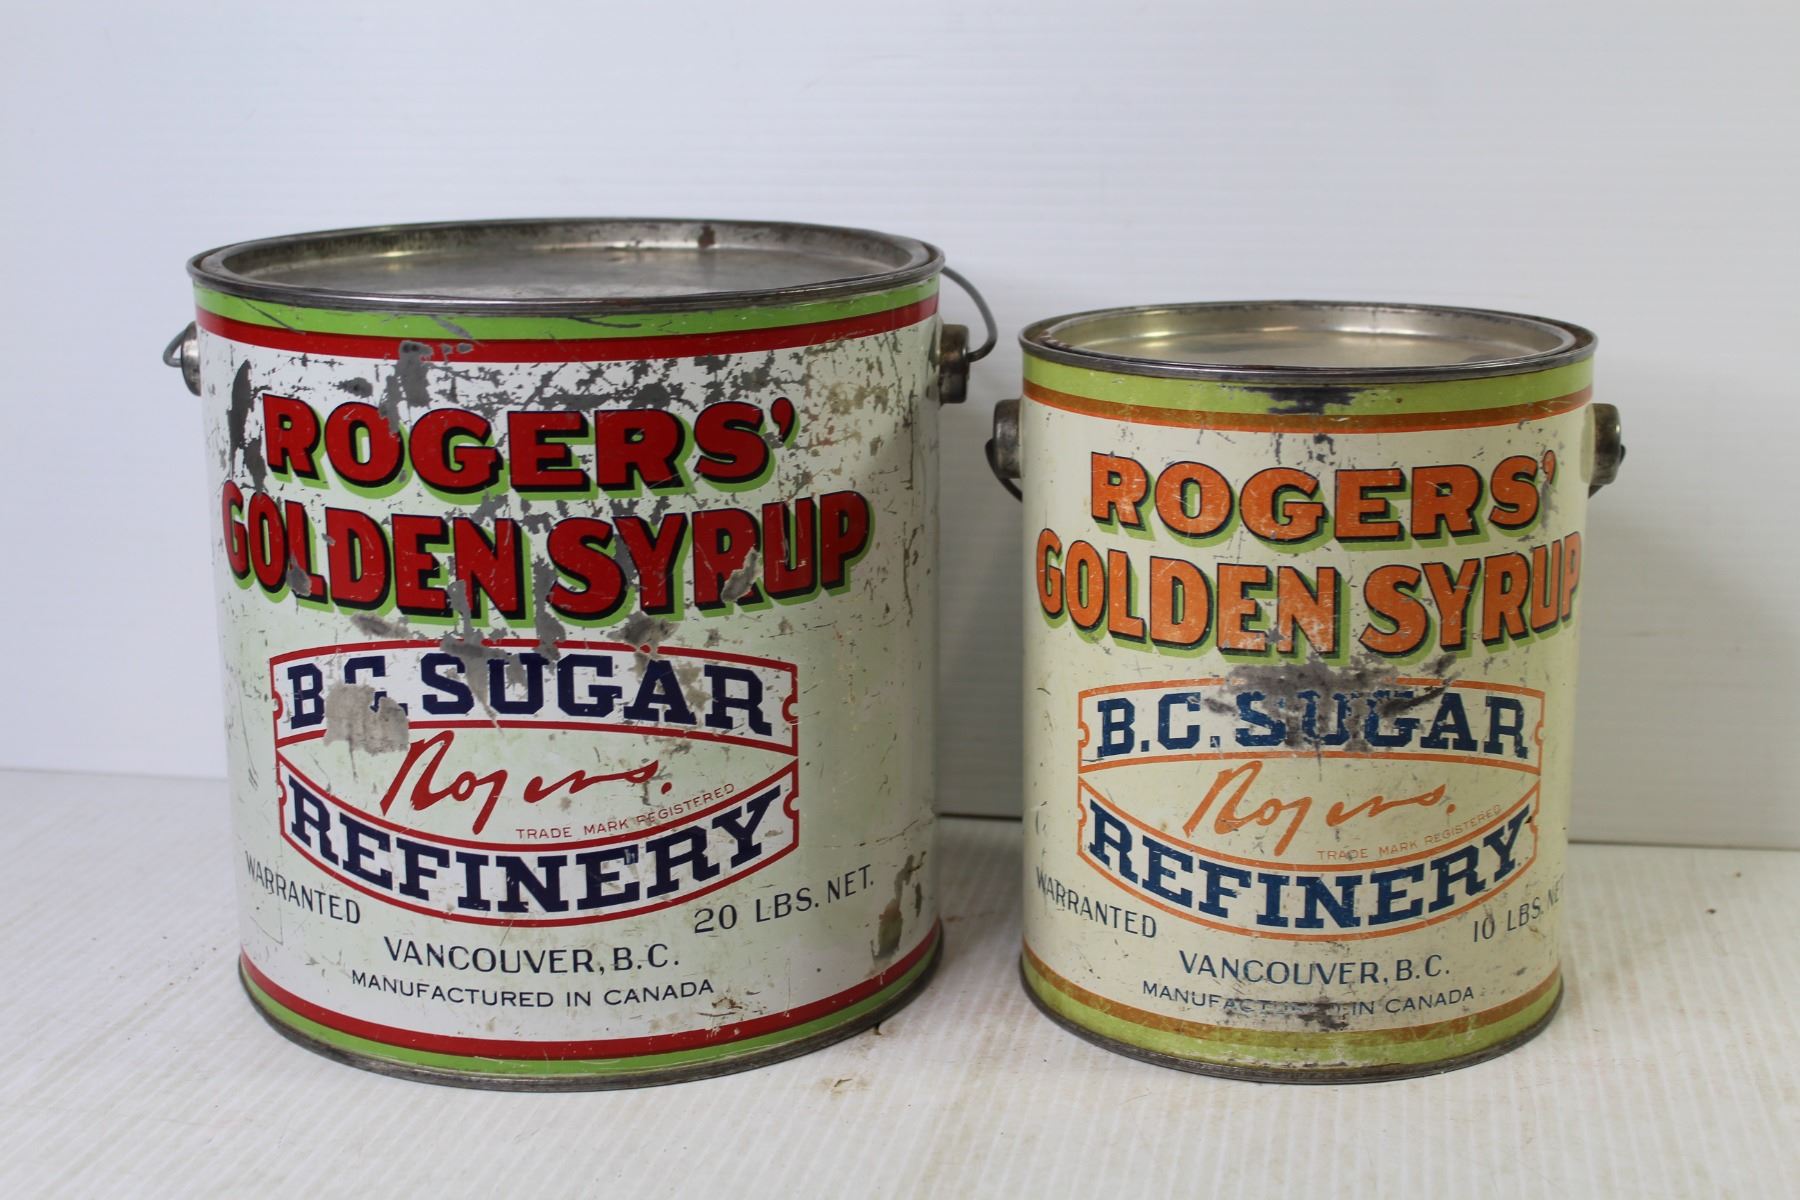 ROGERS'
GOLDEN SYRUP
B.C. SUGAR
Rogers.
TRADE MARK REGISTERED
REFINERY
WARRANTED
20 LBS. NET.
VANCOUVER, B.C.
MANUFACTURED IN CANADA
ROGERS'
GOLDEN SYRUP
B.C. SUGAR
Rogers.
TRADE MARK REGISTERED
REFINERY
WARRANTED
10 LBS. NET
VANCOUVER, B.C.
MANUFACTURED IN CANADA